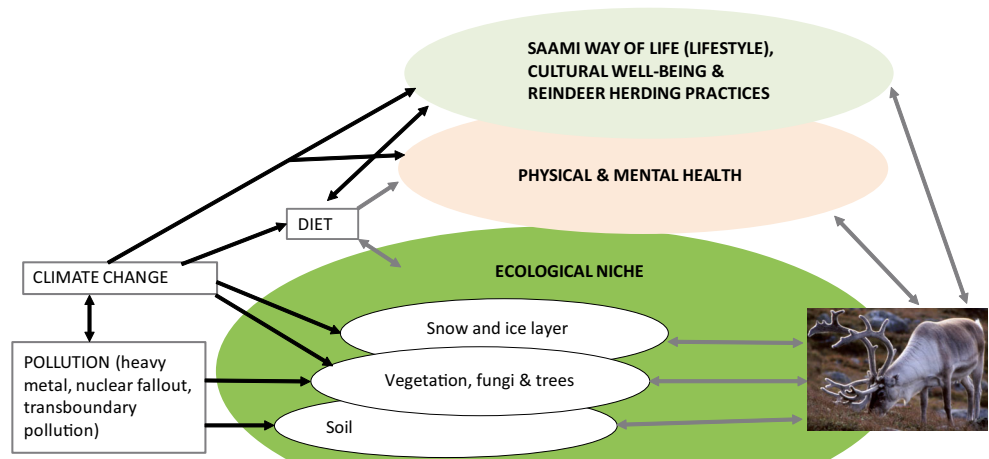 SAAMI WAY OF LIFE (LIFESTYLE),
CULTURAL WELL-BEING &
REINDEER HERDING PRACTICES
PHYSICAL & MENTAL HEALTH
DIET
ECOLOGICAL NICHE
CLIMATE CHANGE
Snow and ice layer
POLLUTION (heavy
metal, nuclear fallout,
transboundary
pollution)
Vegetation, fungi & trees
Soil